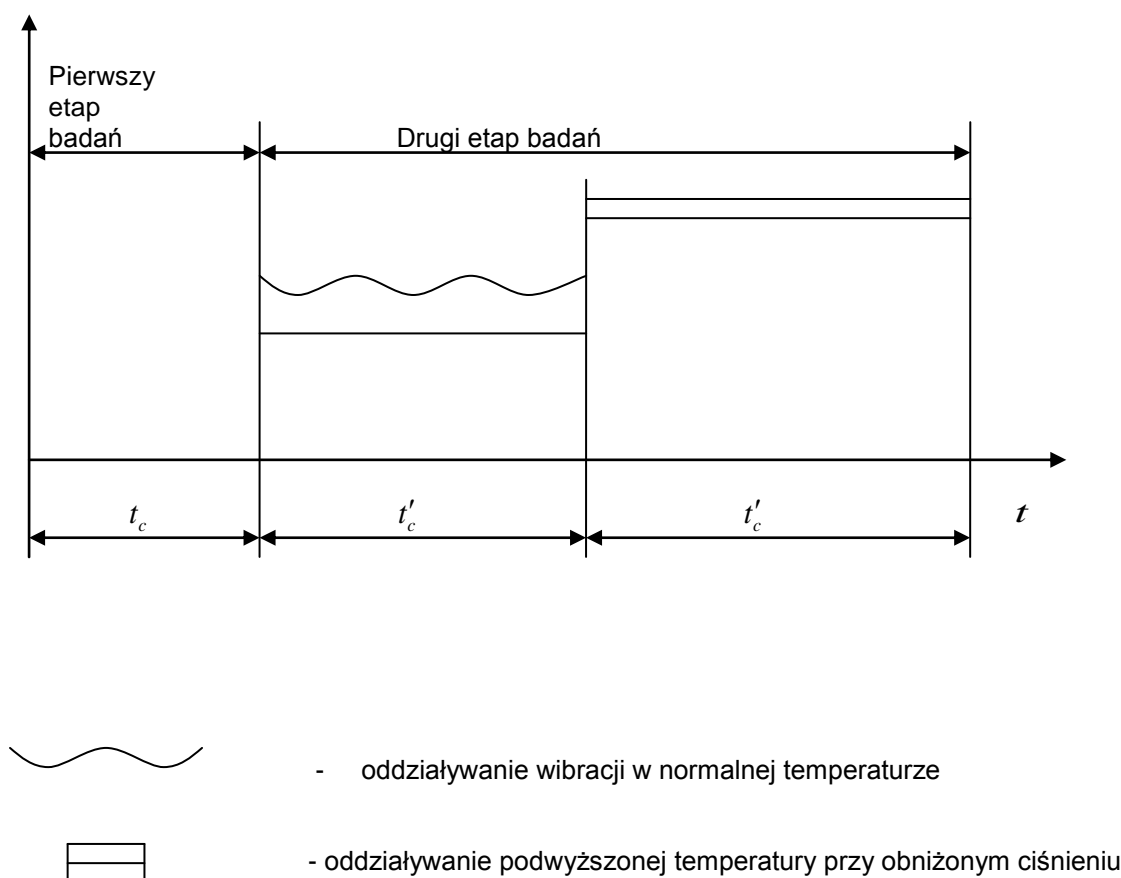 Pierwszy
etap
badań
Drugi etap badań
t_c
t'_c
t'_c
t
- oddziaływanie wibracji w normalnej temperaturze
- oddziaływanie podwyższonej temperatury przy obniżonym ciśnieniu